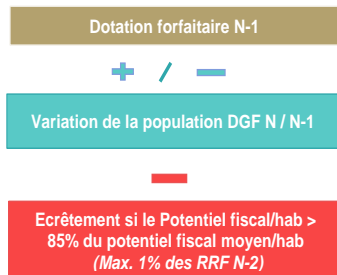 Dotation forfaitaire N-1
+ / −
Variation de la population DGF N / N-1
−
Ecrêtement si le Potentiel fiscal/hab >
85% du potentiel fiscal moyen/hab
(Max. 1% des RRF N-2)